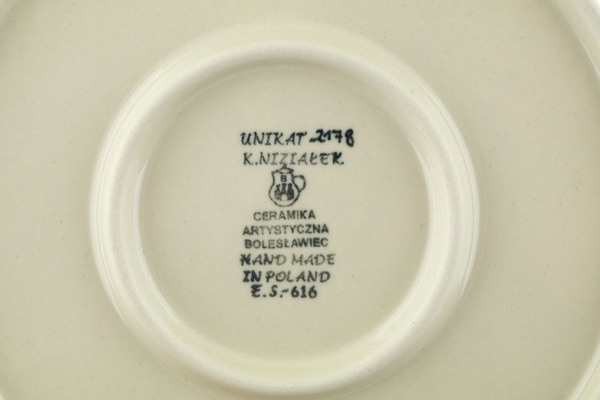 UNIKAT-2178
K.NIZIAŁEK
B
CERAMIKA
ARTYSTYCZNA
BOLESŁAWIEC
HAND MADE
IN POLAND
E.S.-616